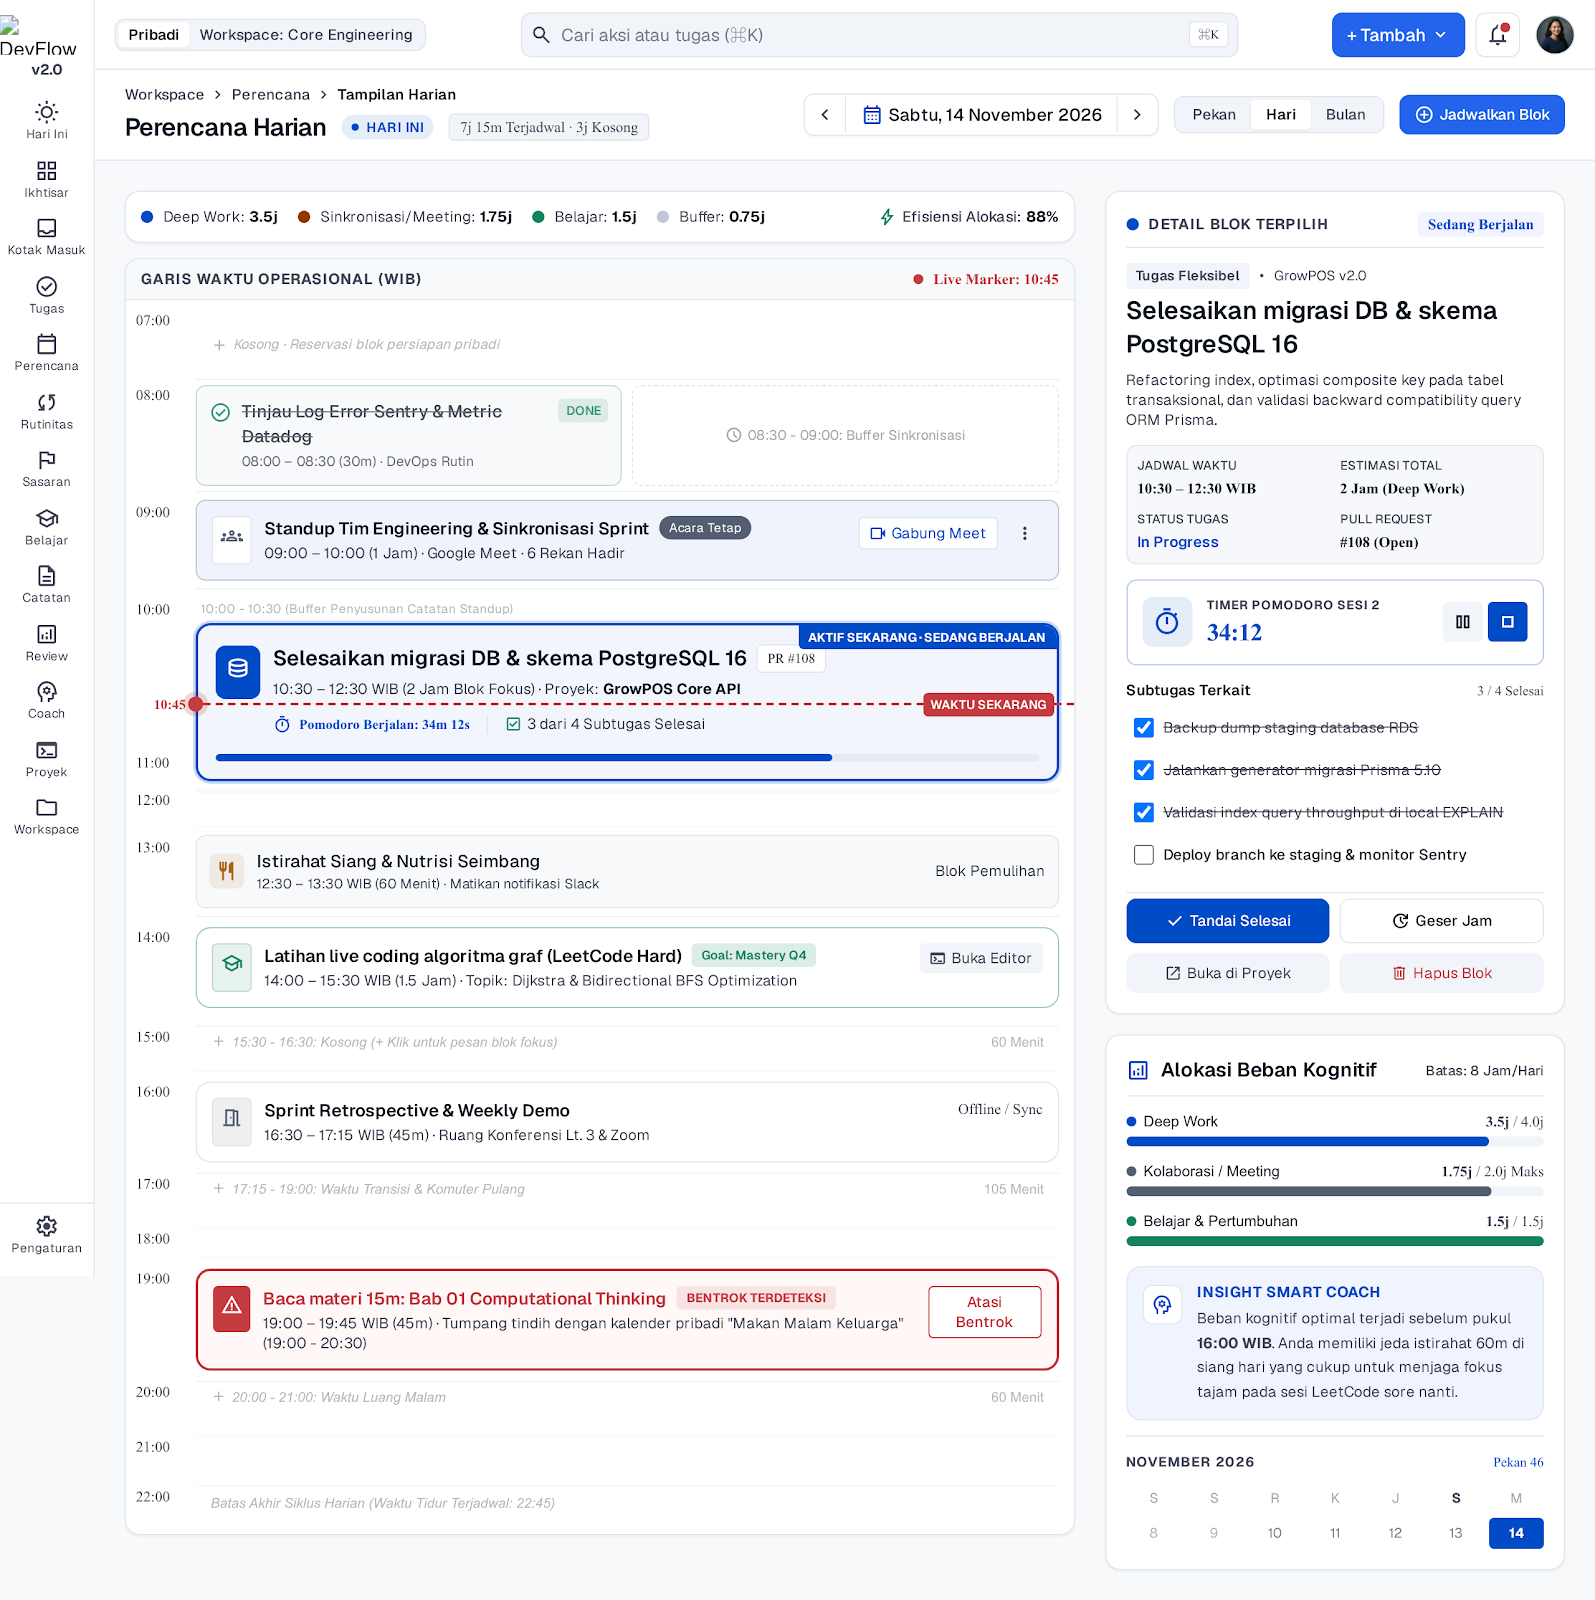 DevFlow
v2.0
Hari Ini
Ikhtisar
Kotak Masuk
Tugas
Perencana
Rutinitas
Sasaran
Belajar
Catatan
Review
Coach
Proyek
Workspace
Pengaturan
Pribadi
Workspace: Core Engineering
Cari aksi atau tugas (⌘K)
⌘K
+ Tambah
Workspace > Perencana > Tampilan Harian
Perencana Harian
HARI INI
7j 15m Terjadwal · 3j Kosong
Sabtu, 14 November 2026
Pekan
Hari
Bulan
Jadwalkan Blok
Deep Work: 3.5j
Sinkronisasi/Meeting: 1.75j
Belajar: 1.5j
Buffer: 0.75j
Efisiensi Alokasi: 88%
GARIS WAKTU OPERASIONAL (WIB)
Live Marker: 10:45
07:00
+ Kosong · Reservasi blok persiapan pribadi
08:00
Tinjau Log Error Sentry & Metric
Datadog
DONE
08:00 – 08:30 (30m) · DevOps Rutin
08:30 - 09:00: Buffer Sinkronisasi
09:00
Standup Tim Engineering & Sinkronisasi Sprint
Acara Tetap
09:00 – 10:00 (1 Jam) · Google Meet · 6 Rekan Hadir
Gabung Meet
10:00
10:00 - 10:30 (Buffer Penyusunan Catatan Standup)
AKTIF SEKARANG · SEDANG BERJALAN
Selesaikan migrasi DB & skema PostgreSQL 16
PR #108
10:30 – 12:30 WIB (2 Jam Blok Fokus) · Proyek: GrowPOS Core API
10:45
WAKTU SEKARANG
Pomodoro Berjalan: 34m 12s
3 dari 4 Subtugas Selesai
11:00
12:00
13:00
Istirahat Siang & Nutrisi Seimbang
12:30 – 13:30 WIB (60 Menit) · Matikan notifikasi Slack
Blok Pemulihan
14:00
Latihan live coding algoritma graf (LeetCode Hard)
Goal: Mastery Q4
14:00 – 15:30 WIB (1.5 Jam) · Topik: Dijkstra & Bidirectional BFS Optimization
Buka Editor
15:00
+ 15:30 - 16:30: Kosong (+ Klik untuk pesan blok fokus)
60 Menit
16:00
Sprint Retrospective & Weekly Demo
16:30 – 17:15 WIB (45m) · Ruang Konferensi Lt. 3 & Zoom
Offline / Sync
17:00
+ 17:15 - 19:00: Waktu Transisi & Komuter Pulang
105 Menit
18:00
19:00
Baca materi 15m: Bab 01 Computational Thinking
BENTROK TERDETEKSI
19:00 – 19:45 WIB (45m) · Tumpang tindih dengan kalender pribadi "Makan Malam Keluarga"
(19:00 - 20:30)
Atasi
Bentrok
20:00
+ 20:00 - 21:00: Waktu Luang Malam
60 Menit
21:00
22:00
Batas Akhir Siklus Harian (Waktu Tidur Terjadwal: 22:45)
DETAIL BLOK TERPILIH
Sedang Berjalan
Tugas Fleksibel • GrowPOS v2.0
Selesaikan migrasi DB & skema
PostgreSQL 16
Refactoring index, optimasi composite key pada tabel
transaksional, dan validasi backward compatibility query
ORM Prisma.
JADWAL WAKTU
10:30 – 12:30 WIB
ESTIMASI TOTAL
2 Jam (Deep Work)
STATUS TUGAS
In Progress
PULL REQUEST
#108 (Open)
TIMER POMODORO SESI 2
34:12
Subtugas Terkait
3 / 4 Selesai
Backup dump staging database RDS
Jalankan generator migrasi Prisma 5.10
Validasi index query throughput di local EXPLAIN
Deploy branch ke staging & monitor Sentry
Tandai Selesai
Geser Jam
Buka di Proyek
Hapus Blok
Alokasi Beban Kognitif
Batas: 8 Jam/Hari
Deep Work
3.5j / 4.0j
Kolaborasi / Meeting
1.75j / 2.0j Maks
Belajar & Pertumbuhan
1.5j / 1.5j
INSIGHT SMART COACH
Beban kognitif optimal terjadi sebelum pukul
16:00 WIB. Anda memiliki jeda istirahat 60m di
siang hari yang cukup untuk menjaga fokus
tajam pada sesi LeetCode sore nanti.
NOVEMBER 2026
Pekan 46
S S R K J S M
8 9 10 11 12 13 14